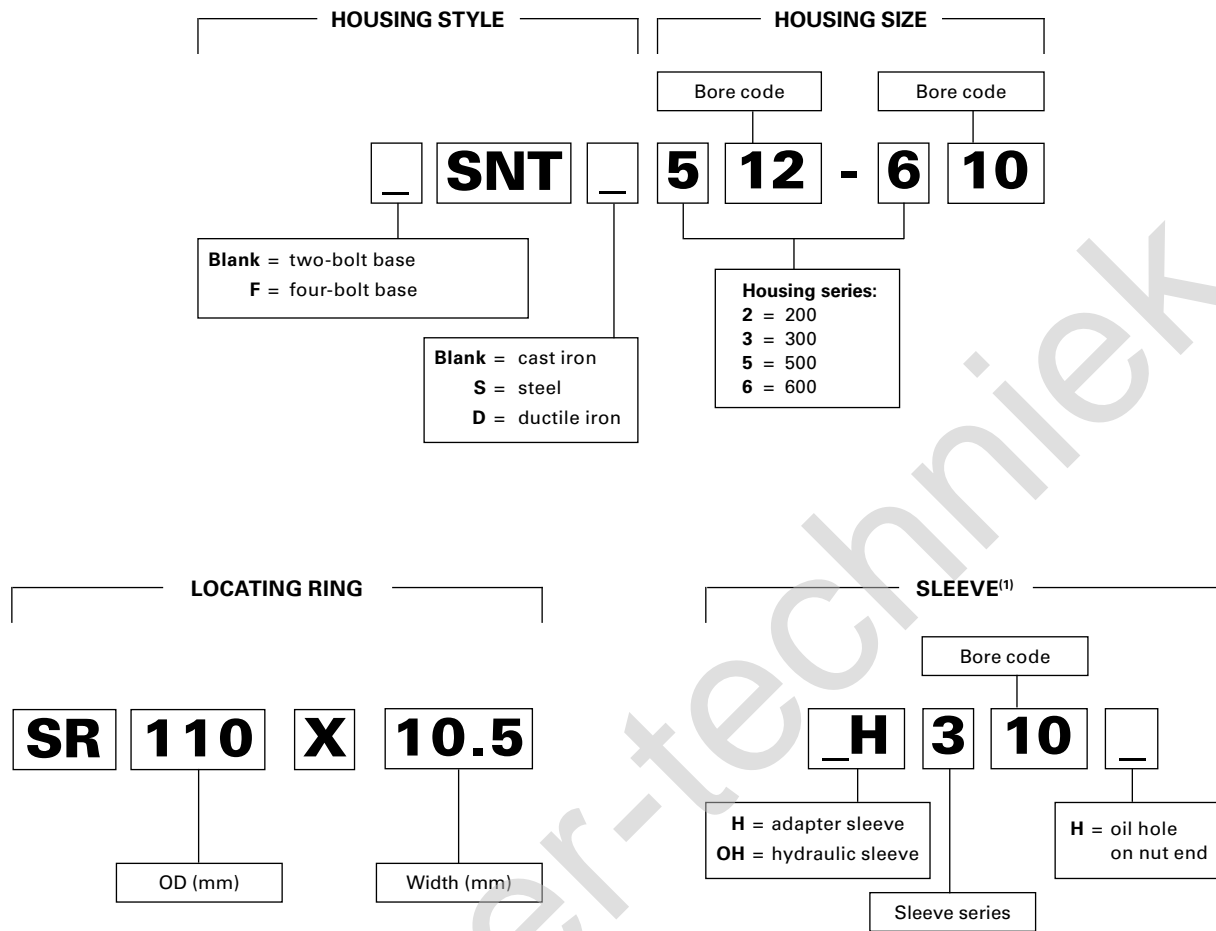 HOUSING STYLE
HOUSING SIZE
Bore code
Bore code
_ SNT _ 5 12 - 6 10
Blank = two-bolt base
F = four-bolt base
Blank = cast iron
S = steel
D = ductile iron
Housing series:
2 = 200
3 = 300
5 = 500
6 = 600
LOCATING RING
SR 110 X 10.5
OD (mm)
Width (mm)
SLEEVE(1)
Bore code
_H 3 10 _
H = adapter sleeve
OH = hydraulic sleeve
H = oil hole
on nut end
Sleeve series
er-techniek